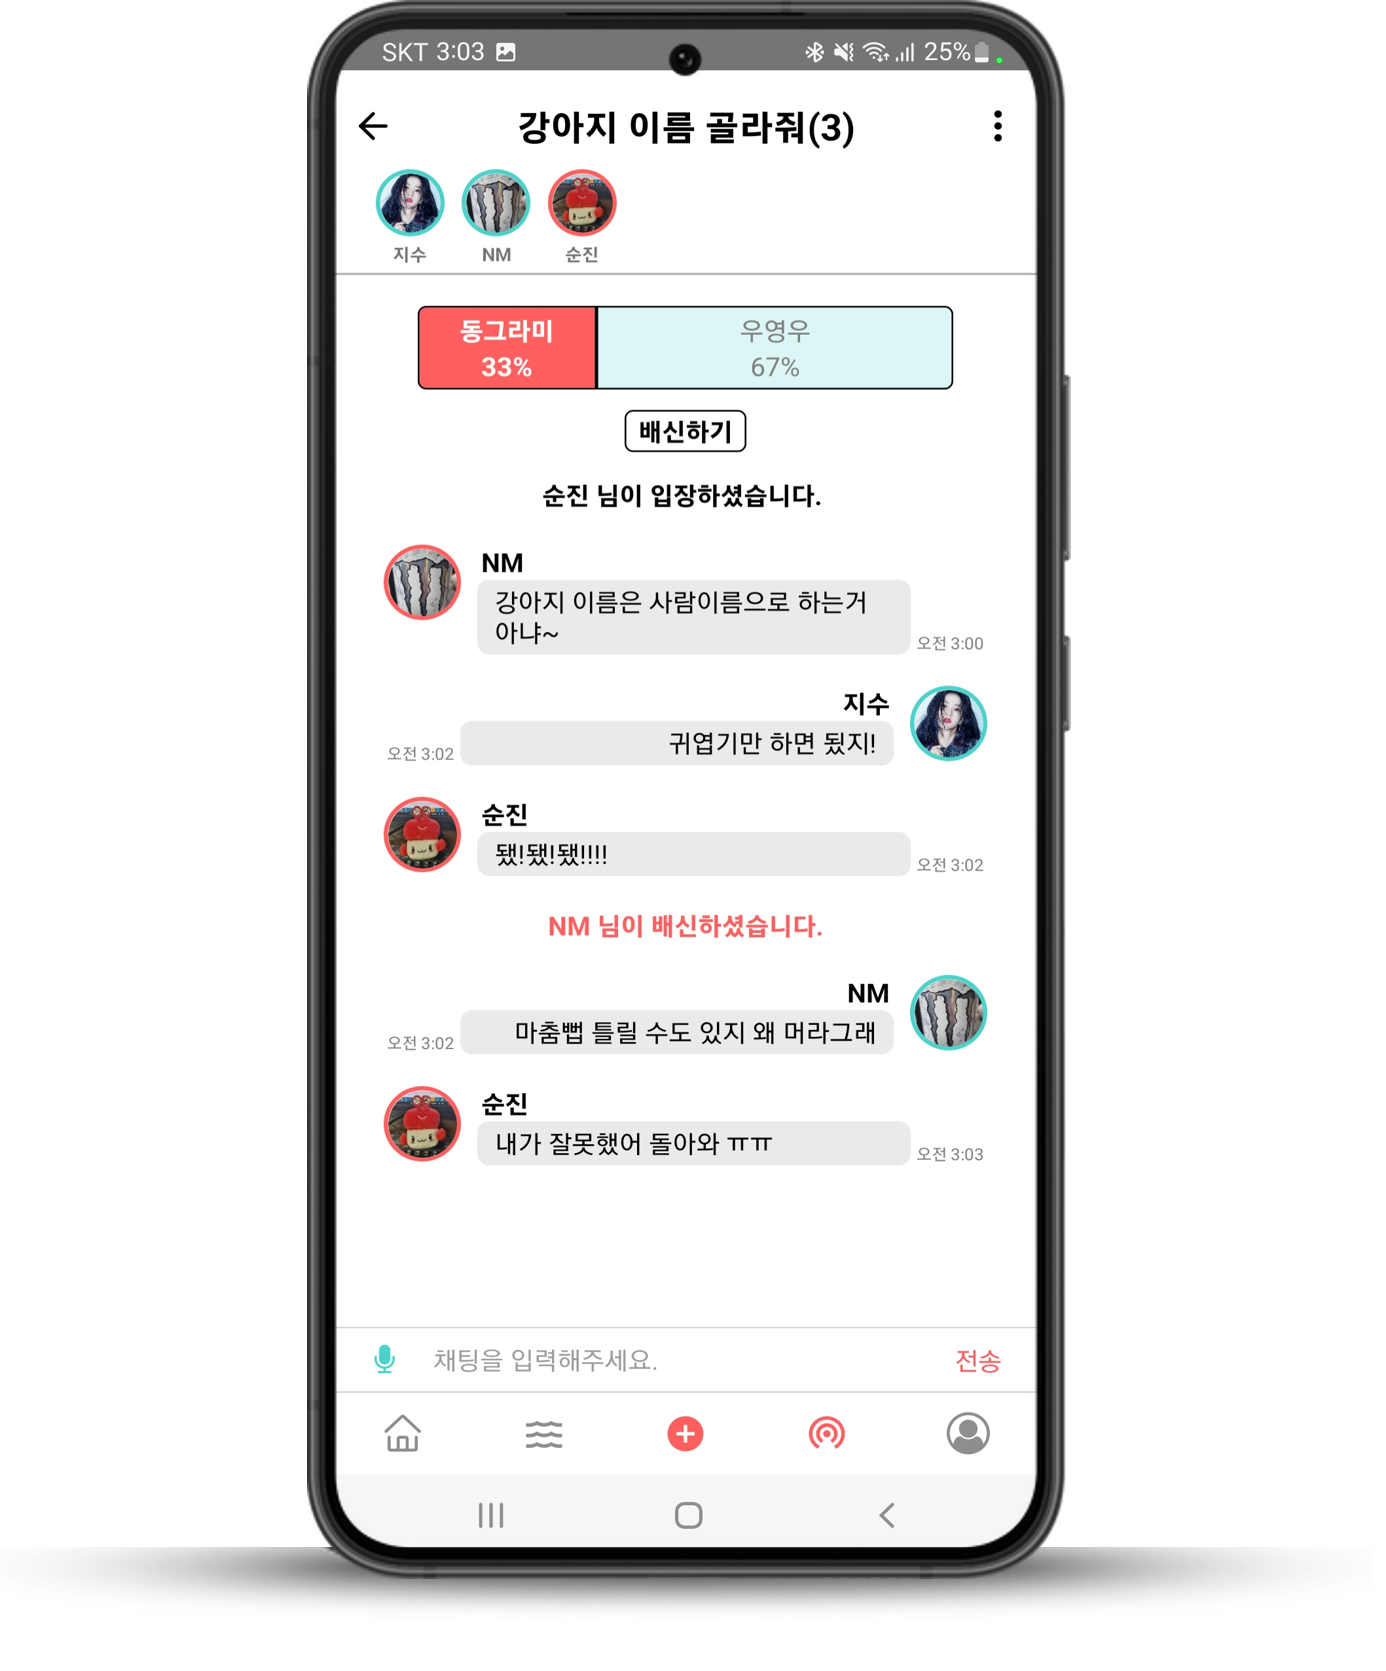 SKT 3:03
25%
강아지 이름 골라줘(3)
지수
NM
순진
동그라미
33%
우영우
67%
배신하기
순진 님이 입장하셨습니다.
NM
강아지 이름은 사람이름으로 하는거
아냐~
오전 3:00
지수
귀엽기만 하면 됬지!
오전 3:02
순진
됐!됐!됐!!!!
오전 3:02
NM 님이 배신하셨습니다.
NM
마춤뻡 틀릴 수도 있지 왜 머라그래
오전 3:02
순진
내가 잘못했어 돌아와 ㅠㅠ
오전 3:03
채팅을 입력해주세요.
전송